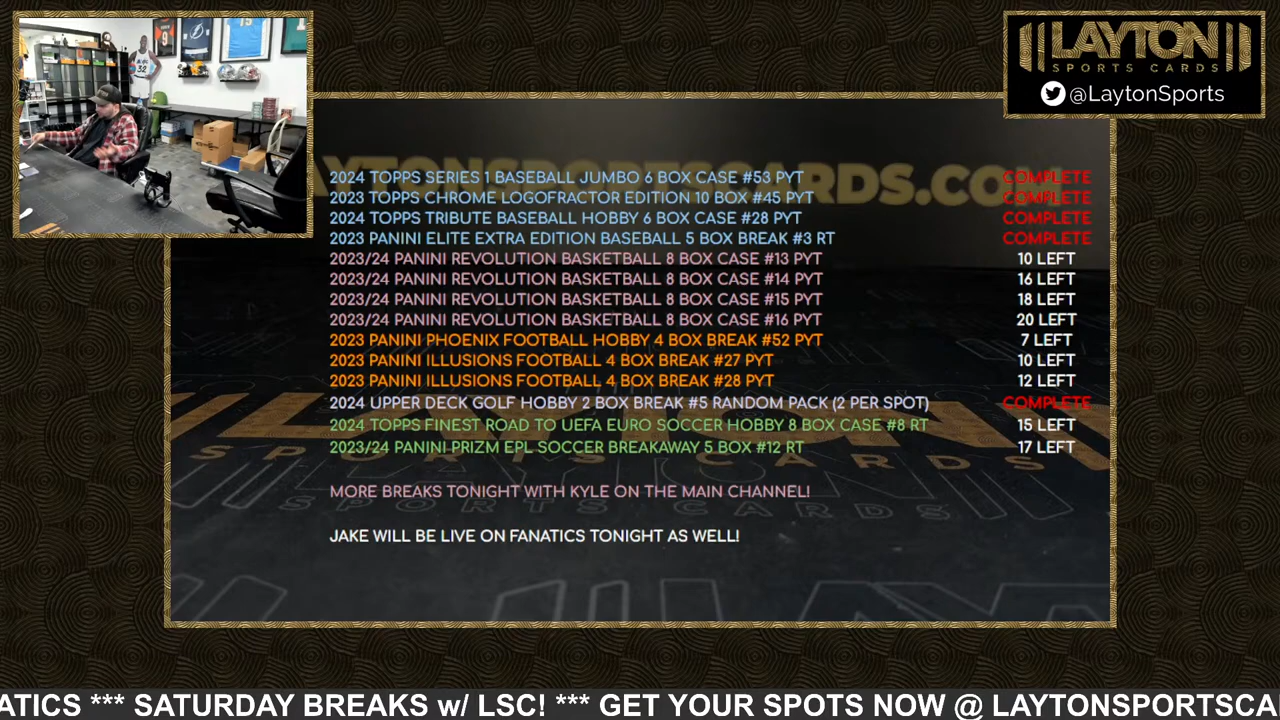 LAYTON
SPORTS CARDS
@LaytonSports
LAYTONSPORTSCARDS.CO
2024 TOPPS SERIES 1 BASEBALL JUMBO 6 BOX CASE #53 PYT COMPLETE
2023 TOPPS CHROME LOGOFRACTOR EDITION 10 BOX #45 PYT COMPLETE
2024 TOPPS TRIBUTE BASEBALL HOBBY 6 BOX CASE #28 PYT COMPLETE
2023 PANINI ELITE EXTRA EDITION BASEBALL 5 BOX BREAK #3 RT COMPLETE
2023/24 PANINI REVOLUTION BASKETBALL 8 BOX CASE #13 PYT 10 LEFT
2023/24 PANINI REVOLUTION BASKETBALL 8 BOX CASE #14 PYT 16 LEFT
2023/24 PANINI REVOLUTION BASKETBALL 8 BOX CASE #15 PYT 18 LEFT
2023/24 PANINI REVOLUTION BASKETBALL 8 BOX CASE #16 PYT 20 LEFT
2023 PANINI PHOENIX FOOTBALL HOBBY 4 BOX BREAK #52 PYT 7 LEFT
2023 PANINI ILLUSIONS FOOTBALL 4 BOX BREAK #27 PYT 10 LEFT
2023 PANINI ILLUSIONS FOOTBALL 4 BOX BREAK #28 PYT 12 LEFT
2024 UPPER DECK GOLF HOBBY 2 BOX BREAK #5 RANDOM PACK (2 PER SPOT) COMPLETE
2024 TOPPS FINEST ROAD TO UEFA EURO SOCCER HOBBY 8 BOX CASE #8 RT 15 LEFT
2023/24 PANINI PRIZM EPL SOCCER BREAKAWAY 5 BOX #12 RT 17 LEFT
LAYTON
SPORTS CARDS
MORE BREAKS TONIGHT WITH KYLE ON THE MAIN CHANNEL!
JAKE WILL BE LIVE ON FANATICS TONIGHT AS WELL!
ATICS *** SATURDAY BREAKS w/ LSC! *** GET YOUR SPOTS NOW @ LAYTONSPORTSCA